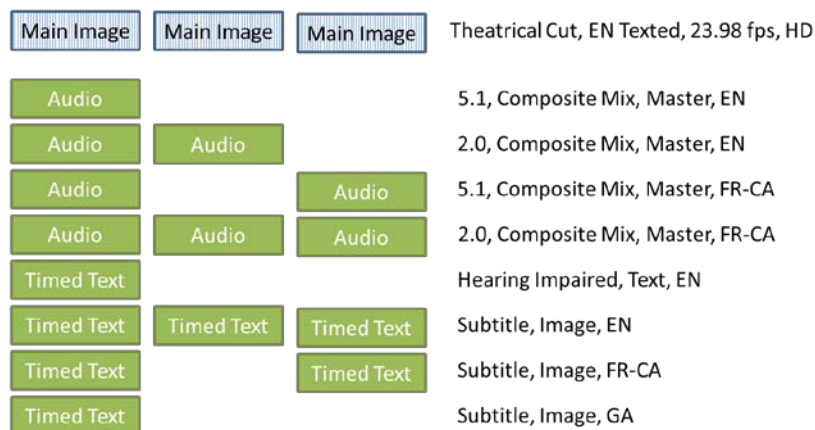 Main Image Main Image Main Image Theatrical Cut, EN Texted, 23.98 fps, HD
Audio 5.1, Composite Mix, Master, EN
Audio Audio 2.0, Composite Mix, Master, EN
Audio Audio 5.1, Composite Mix, Master, FR-CA
Audio Audio Audio 2.0, Composite Mix, Master, FR-CA
Timed Text Hearing Impaired, Text, EN
Timed Text Timed Text Timed Text Subtitle, Image, EN
Timed Text Timed Text Subtitle, Image, FR-CA
Timed Text Subtitle, Image, GA